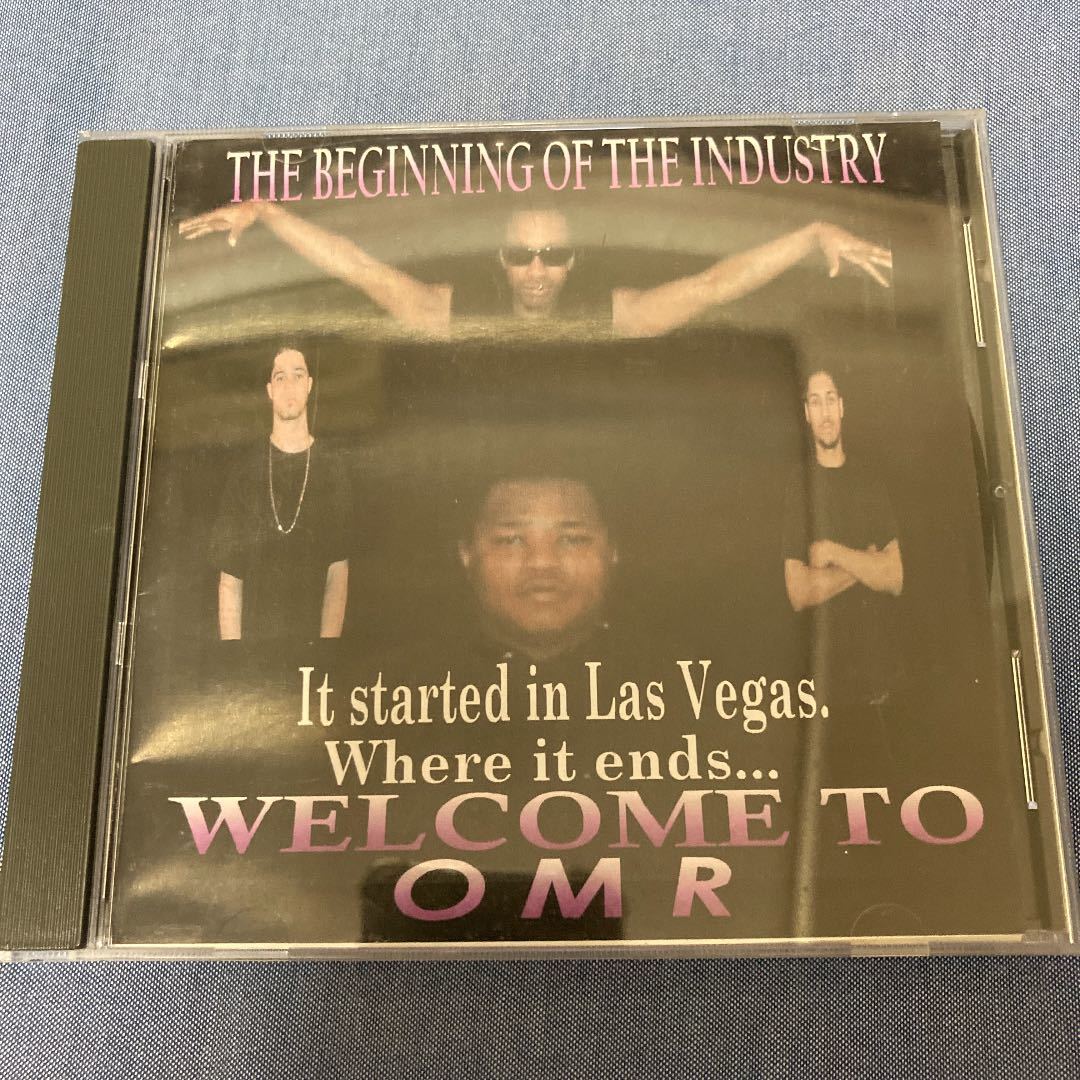 THE BEGINNING OF THE INDUSTRY
It started in Las Vegas.
Where it ends...
WELCOME TO
OMR